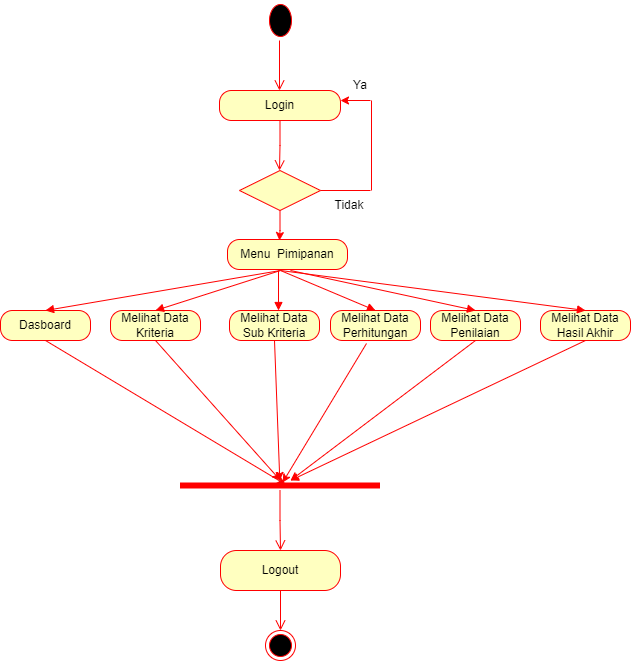 Ya
Login
Tidak
Menu  Pimipanan
Dasboard
Melihat Data
Kriteria
Melihat Data
Sub Kriteria
Melihat Data
Perhitungan
Melihat Data
Penilaian
Melihat Data
Hasil Akhir
Logout